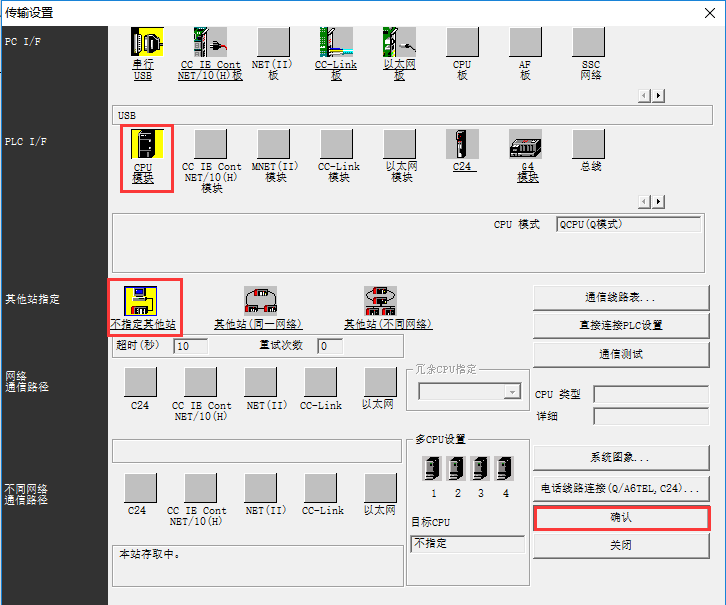 传输设置
PC I/F
串行
USB
CC IE Cont
NET/10(H)板
NET(II)
板
CC-Link
板
以太网
板
CPU
板
AF
板
SSC
网络
USB
PLC I/F
CPU
模块
CC IE Cont
NET/10(H)
模块
MNET(II)
模块
CC-Link
模块
以太网
模块
C24
G4
模块
总线
CPU 模式
QCPU(Q模式)
其他站指定
不指定其他站
其他站(同一网络)
其他站(不同网络)
超时(秒)
10
重试次数
0
通信线路表...
直接连接PLC设置
通信测试
网络
通信路径
C24
CC IE Cont
NET/10(H)
NET(II)
CC-Link
以太网
冗余CPU指定
CPU 类型
详细
多CPU设置
1 2 3 4
目标CPU
不指定
系统图象...
电话线路连接(Q/A6TEL,C24)...
确认
关闭
不同网络
通信路径
C24
CC IE Cont
NET/10(H)
NET(II)
CC-Link
以太网
本站存取中。